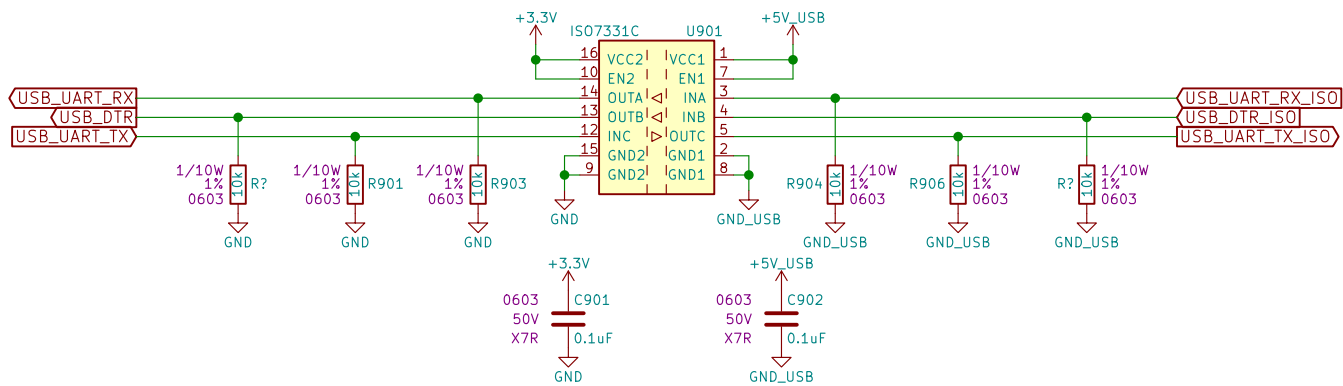 +3.3V
+5V_USB
ISO7331C
U901
16 VCC2 VCC1 1
10 EN2 EN1 7
USB_UART_RX 14 OUTA INA 3 USB_UART_RX_ISO
USB_DTR 13 OUTB INB 4 USB_DTR_ISO
USB_UART_TX 12 INC OUTC 5 USB_UART_TX_ISO
15 GND2 GND1 2
9 GND2 GND1 8
1/10W
1%
0603
10k
R?
GND
1/10W
1%
0603
10k
R901
GND
1/10W
1%
0603
10k
R903
GND
GND
GND_USB
R904
10k
1/10W
1%
0603
GND_USB
R906
10k
1/10W
1%
0603
GND_USB
R?
10k
1/10W
1%
0603
GND_USB
+3.3V
0603
50V
X7R
C901
0.1uF
GND
+5V_USB
0603
50V
X7R
C902
0.1uF
GND_USB